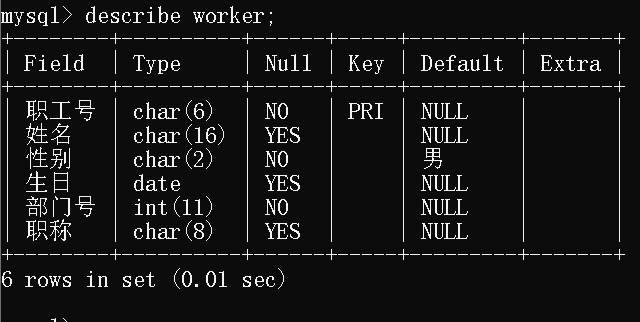 mysql> describe worker;
+--------+----------+------+-----+---------+-------+
| Field | Type | Null | Key | Default | Extra |
+--------+----------+------+-----+---------+-------+
| 职工号 | char(6) | NO | PRI | NULL | |
| 姓名 | char(16) | YES | | NULL | |
| 性别 | char(2) | NO | | 男 | |
| 生日 | date | YES | | NULL | |
| 部门号 | int(11) | NO | | NULL | |
| 职称 | char(8) | YES | | NULL | |
+--------+----------+------+-----+---------+-------+
6 rows in set (0.01 sec)